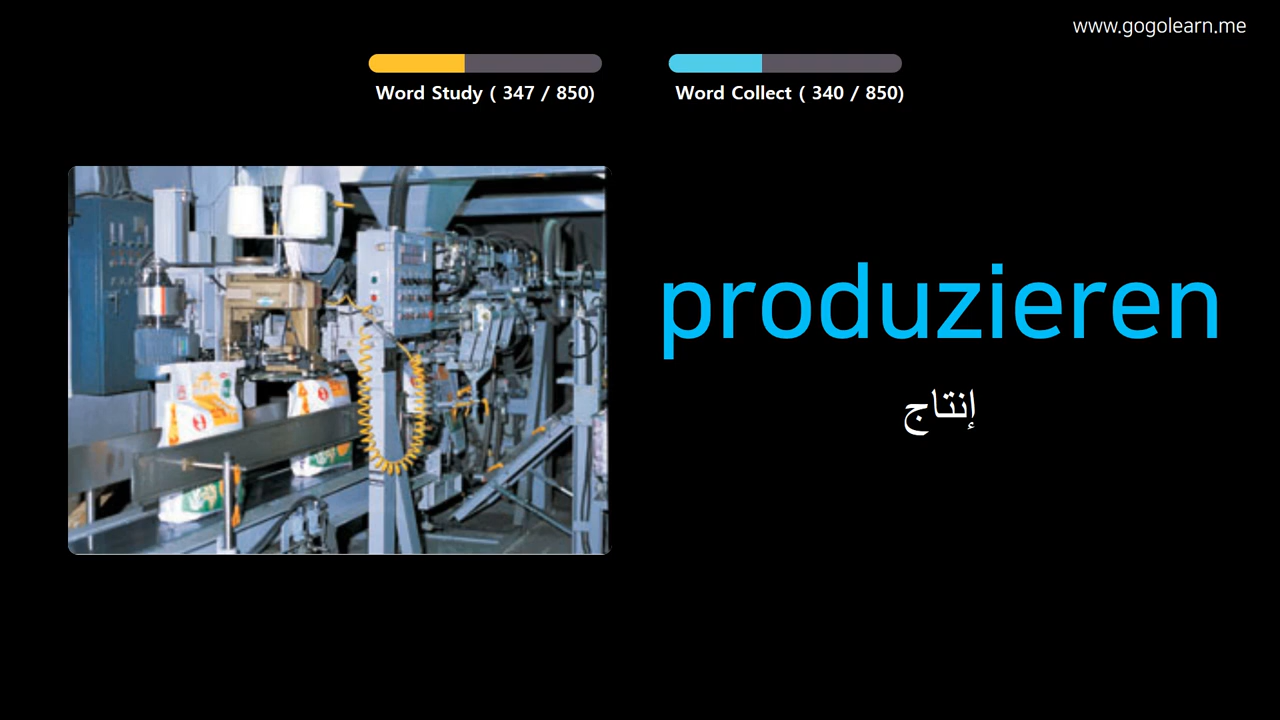 www.gogolearn.me
Word Study ( 347 / 850)
Word Collect ( 340 / 850)
produzieren
إنتاج